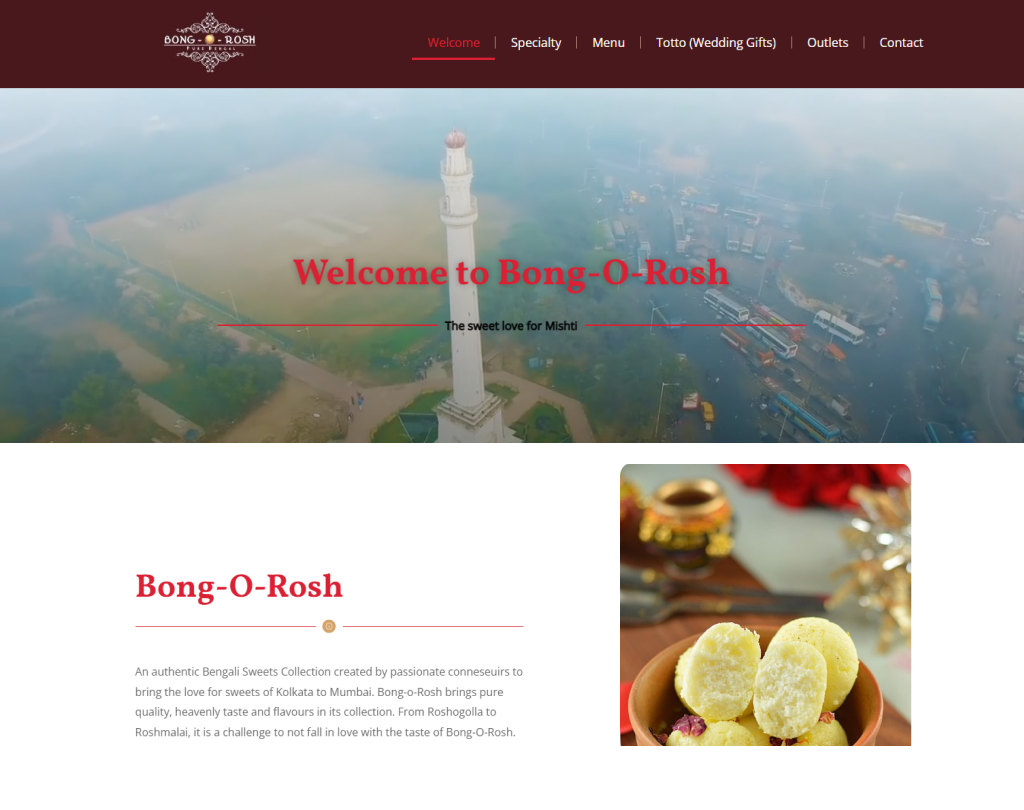 BONG - O - ROSH
PURE BENGAL
Welcome
Specialty
Menu
Totto (Wedding Gifts)
Outlets
Contact
Welcome to Bong-O-Rosh
The sweet love for Mishti
Bong-O-Rosh
An authentic Bengali Sweets Collection created by passionate conneseuirs to
bring the love for sweets of Kolkata to Mumbai. Bong-o-Rosh brings pure
quality, heavenly taste and flavours in its collection. From Roshogolla to
Roshmalai, it is a challenge to not fall in love with the taste of Bong-O-Rosh.